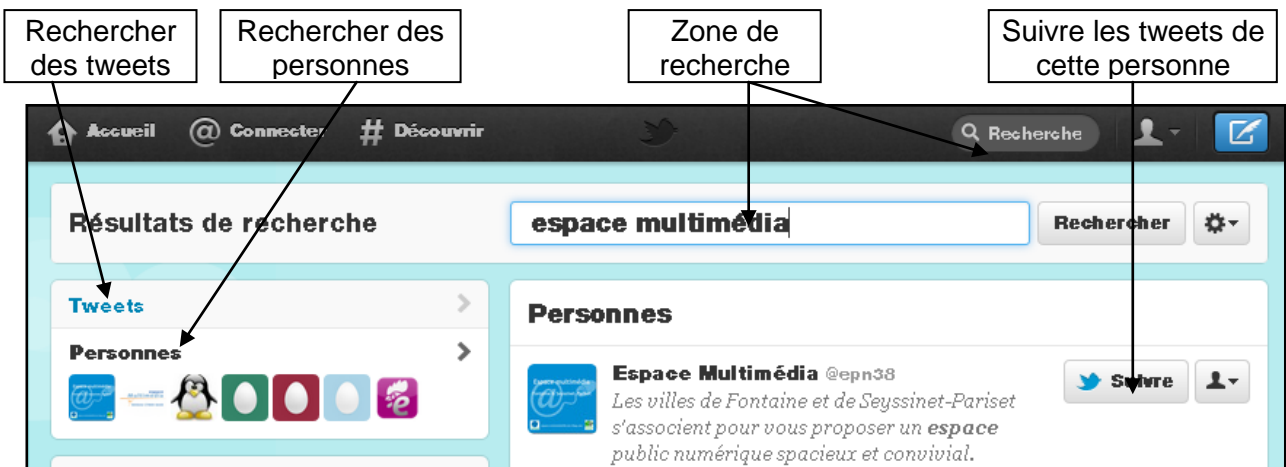 Rechercher
des tweets
Rechercher des
personnes
Zone de
recherche
Suivre les tweets de
cette personne
Accueil @ Connecter # Découvrir Recherche
Résultats de recherche espace multimédia Rechercher
Tweets
Personnes
Personnes
Espace Multimédia @epn38
Les villes de Fontaine et de Seyssinet-Pariset
s'associent pour vous proposer un espace
public numérique spacieux et convivial.
Suivre